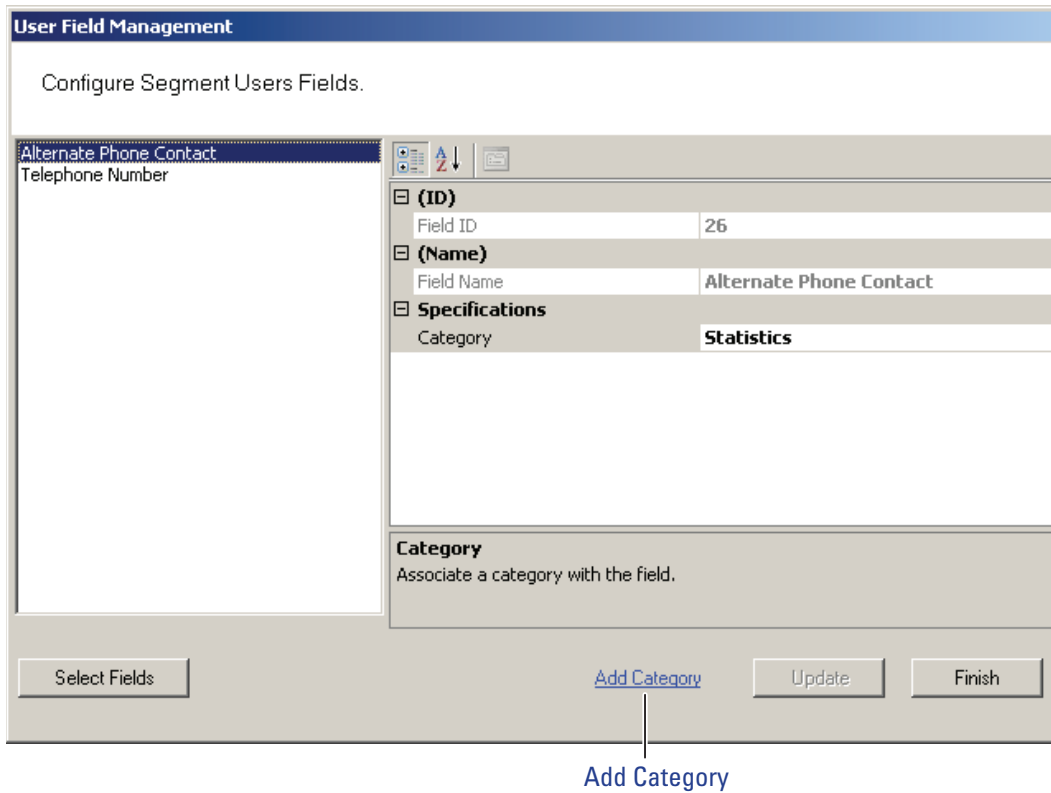 User Field Management
Configure Segment Users Fields.
Alternate Phone Contact
Telephone Number
(ID)
Field ID 26
(Name)
Field Name Alternate Phone Contact
Specifications
Category Statistics
Category
Associate a category with the field.
Select Fields Add Category Update Finish
Add Category